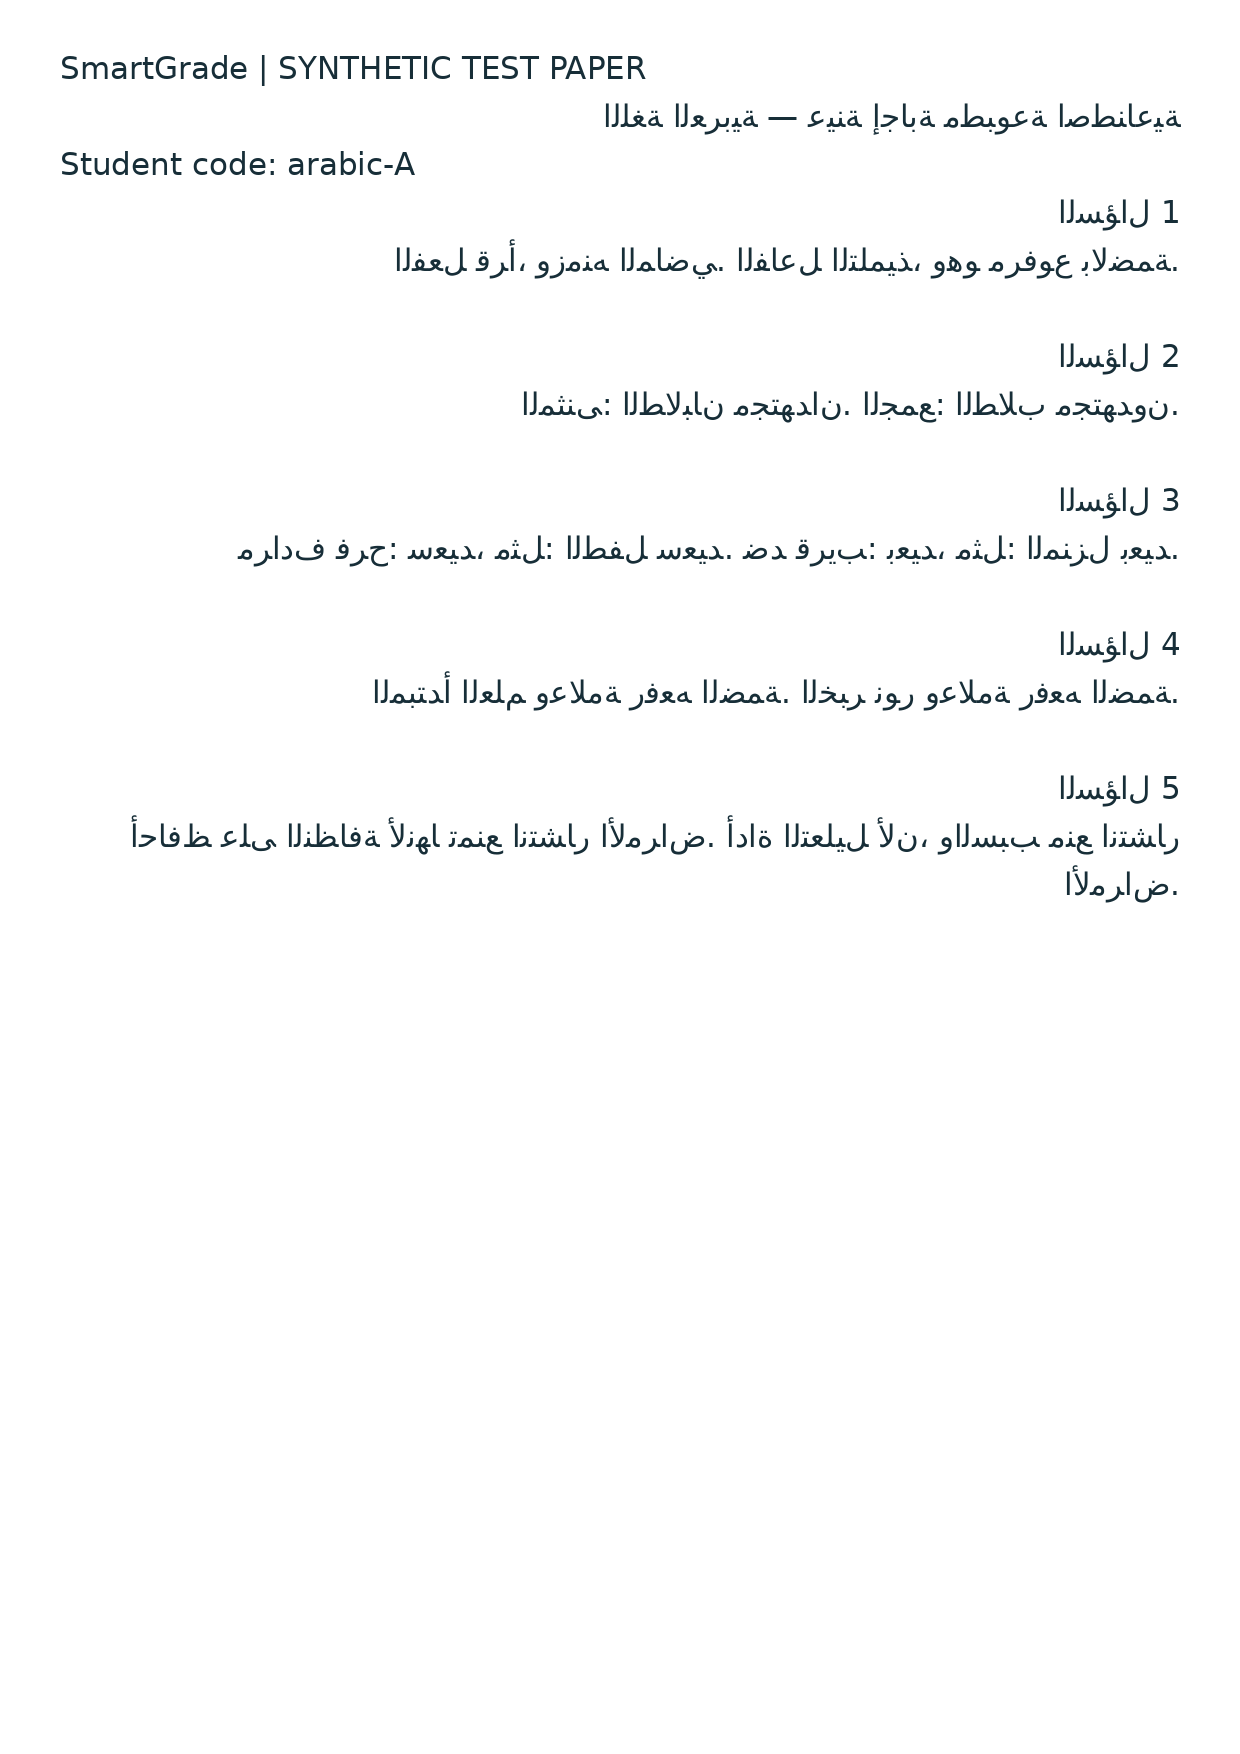 SmartGrade | SYNTHETIC TEST PAPER
اللغة العربية — عينة إجابة مطبوعة اصطناعية
Student code: arabic-A
السؤال 1
الفعل قرأ، وزمنه الماضي. الفاعل التلميذ، وهو مرفوع بالضمة.
السؤال 2
المثنى: الطالبان مجتهدان. الجمع: الطلاب مجتهدون.
السؤال 3
مرادف فرح: سعيد، مثل: الطفل سعيد. ضد قريب: بعيد، مثل: المنزل بعيد.
السؤال 4
المبتدأ العلم وعلامة رفعه الضمة. الخبر نور وعلامة رفعه الضمة.
السؤال 5
أحافظ على النظافة لأنها تمنع انتشار الأمراض. أداة التعليل لأن، والسبب منع انتشار
الأمراض.